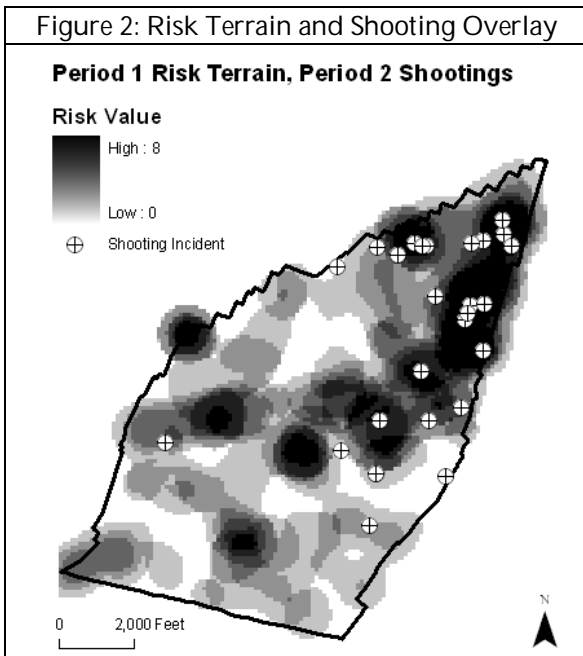 Figure 2: Risk Terrain and Shooting Overlay
Period 1 Risk Terrain, Period 2 Shootings
Risk Value
High : 8
Low : 0
Shooting Incident
0 2,000 Feet
N